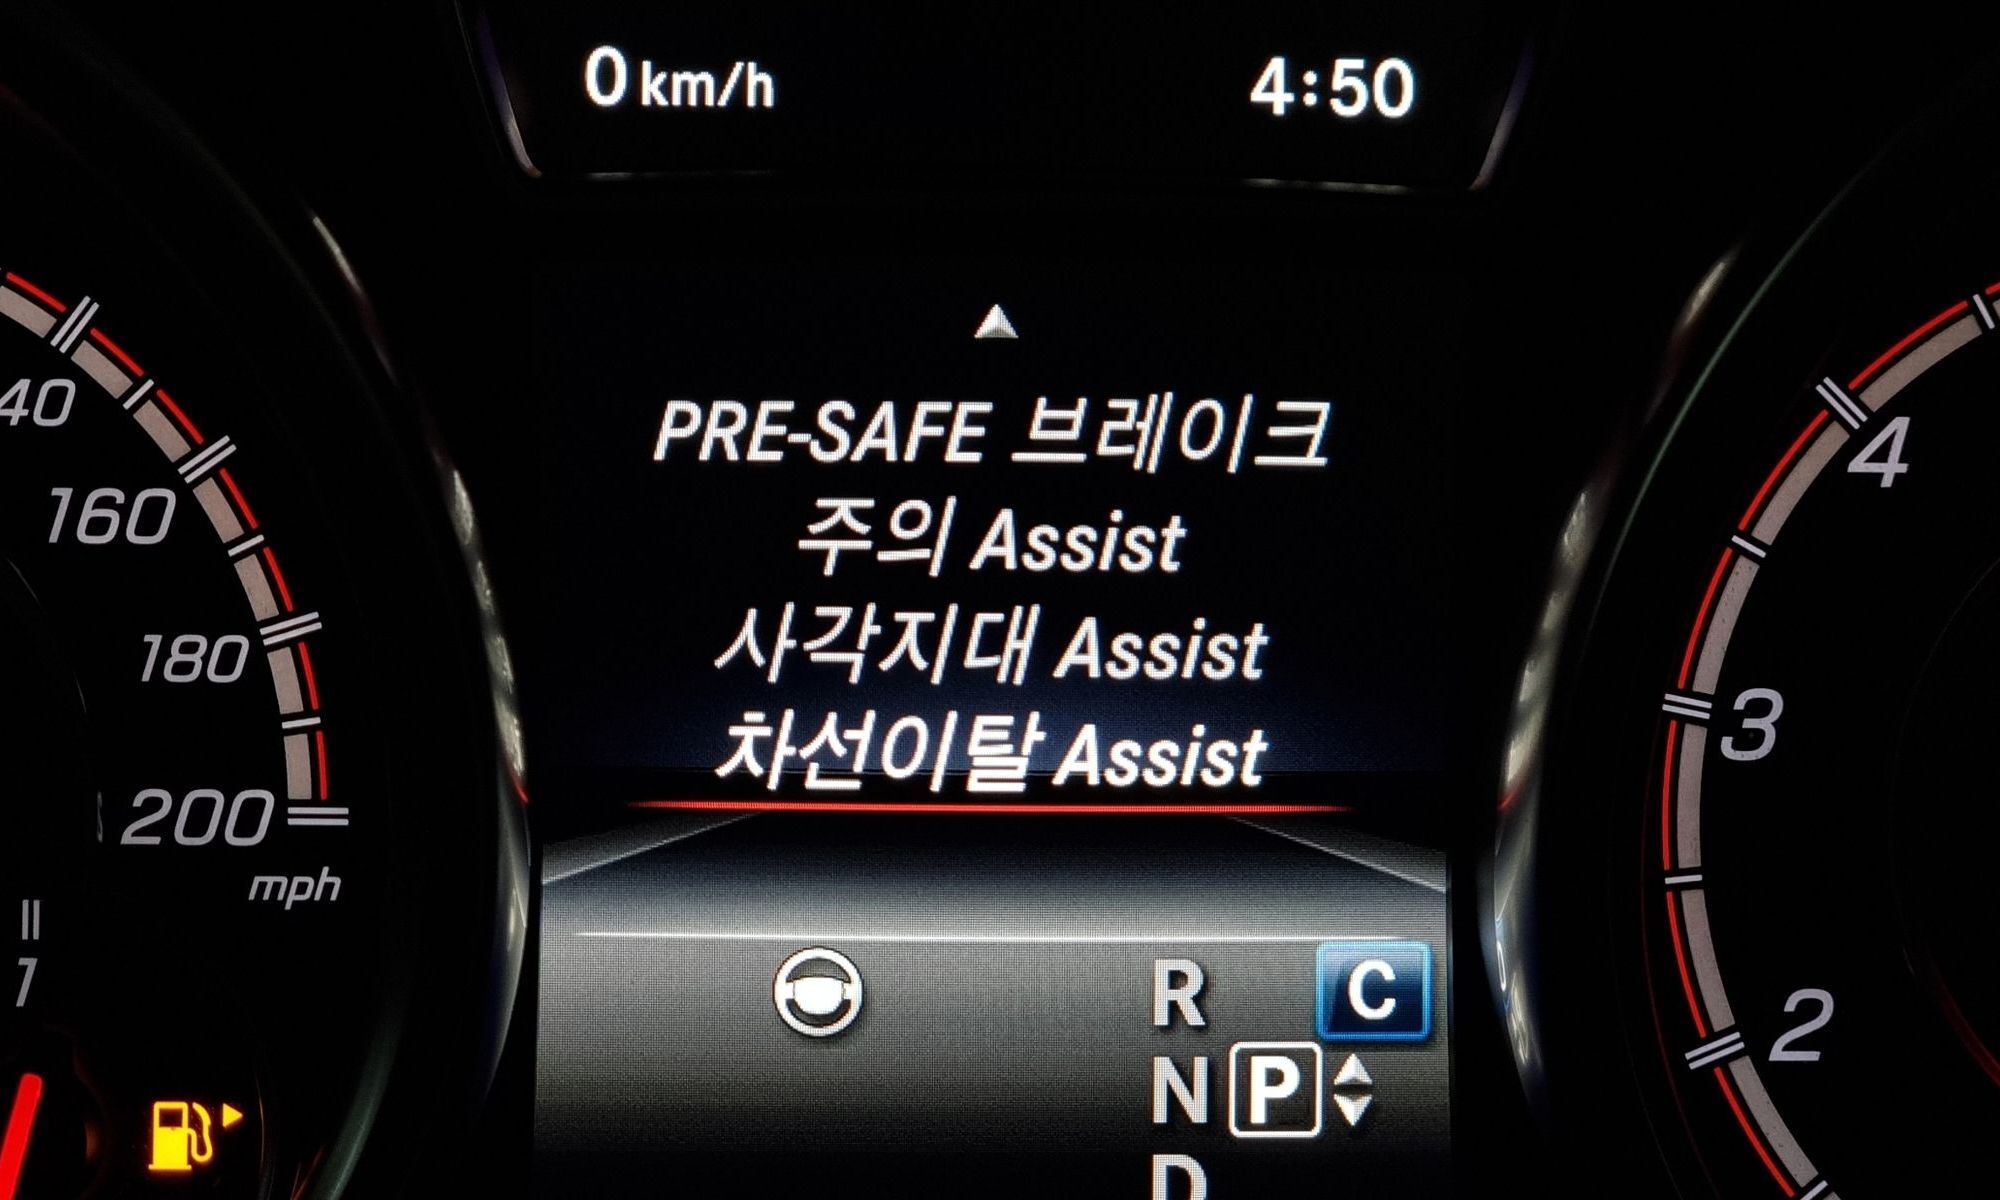 0 km/h 4:50
PRE-SAFE 브레이크
주의 Assist
사각지대 Assist
차선이탈 Assist
40
160
180
200
mph
1
4
3
2
R C
N P
D